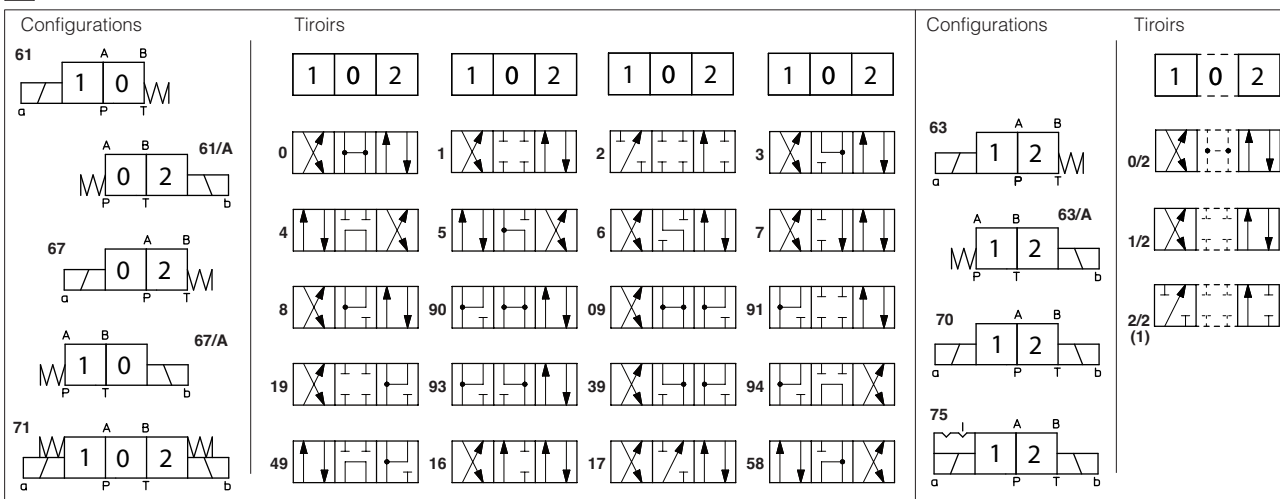 Configurations
Tiroirs
61
A B
1 0
a P T
61/A
A B
0 2
P T b
67
A B
0 2
a P T
67/A
A B
1 0
P T b
71
A B
1 0 2
a P T b
1 0 2
1 0 2
1 0 2
1 0 2
0 1 2 3
4 5 6 7
8 90 09 91
19 93 39 94
49 16 17 58
Configurations
Tiroirs
63
A B
1 2
a P T
63/A
A B
1 2
P T b
70
A B
1 2
a P T b
75
A B
1 2
a P T b
1 0 2
0/2
1/2
2/2
(1)